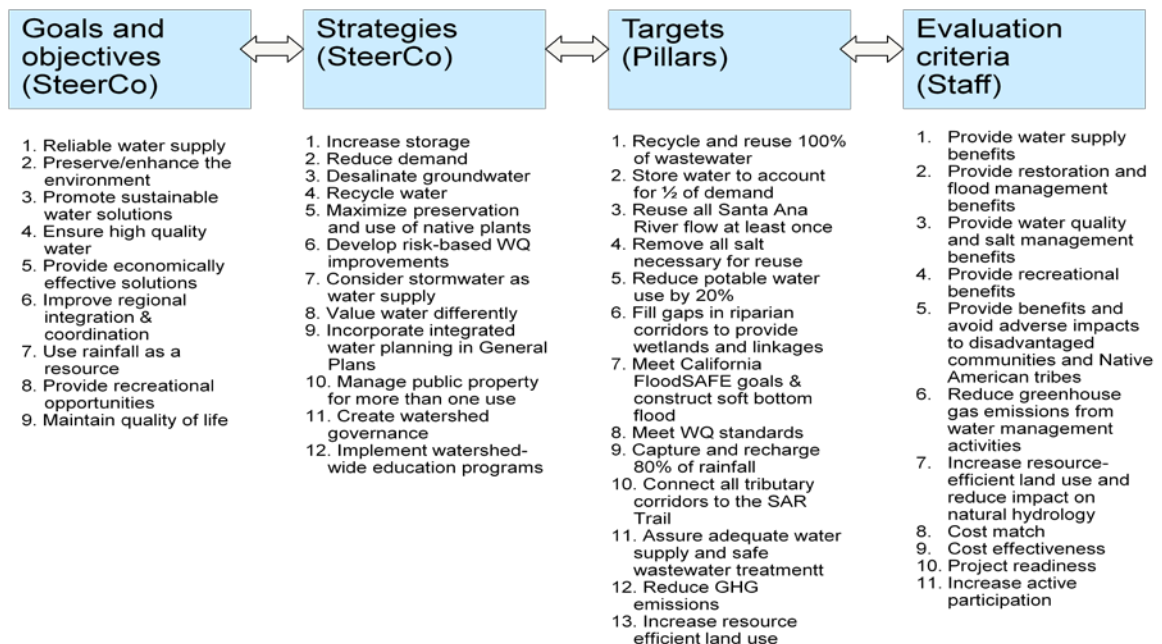 Goals and
objectives
(SteerCo)
1. Reliable water supply
2. Preserve/enhance the
environment
3. Promote sustainable
water solutions
4. Ensure high quality
water
5. Provide economically
effective solutions
6. Improve regional
integration &
coordination
7. Use rainfall as a
resource
8. Provide recreational
opportunities
9. Maintain quality of life
Strategies
(SteerCo)
1. Increase storage
2. Reduce demand
3. Desalinate groundwater
4. Recycle water
5. Maximize preservation
and use of native plants
6. Develop risk-based WQ
improvements
7. Consider stormwater as
water supply
8. Value water differently
9. Incorporate integrated
water planning in General
Plans
10. Manage public property
for more than one use
11. Create watershed
governance
12. Implement watershed-
wide education programs
Targets
(Pillars)
1. Recycle and reuse 100%
of wastewater
2. Store water to account
for ½ of demand
3. Reuse all Santa Ana
River flow at least once
4. Remove all salt
necessary for reuse
5. Reduce potable water
use by 20%
6. Fill gaps in riparian
corridors to provide
wetlands and linkages
7. Meet California
FloodSAFE goals &
construct soft bottom
flood
8. Meet WQ standards
9. Capture and recharge
80% of rainfall
10. Connect all tributary
corridors to the SAR
Trail
11. Assure adequate water
supply and safe
wastewater treatmentt
12. Reduce GHG
emissions
13. Increase resource
efficient land use
Evaluation
criteria
(Staff)
1. Provide water supply
benefits
2. Provide restoration and
flood management
benefits
3. Provide water quality
and salt management
benefits
4. Provide recreational
benefits
5. Provide benefits and
avoid adverse impacts
to disadvantaged
communities and Native
American tribes
6. Reduce greenhouse
gas emissions from
water management
activities
7. Increase resource-
efficient land use and
reduce impact on
natural hydrology
8. Cost match
9. Cost effectiveness
10. Project readiness
11. Increase active
participation